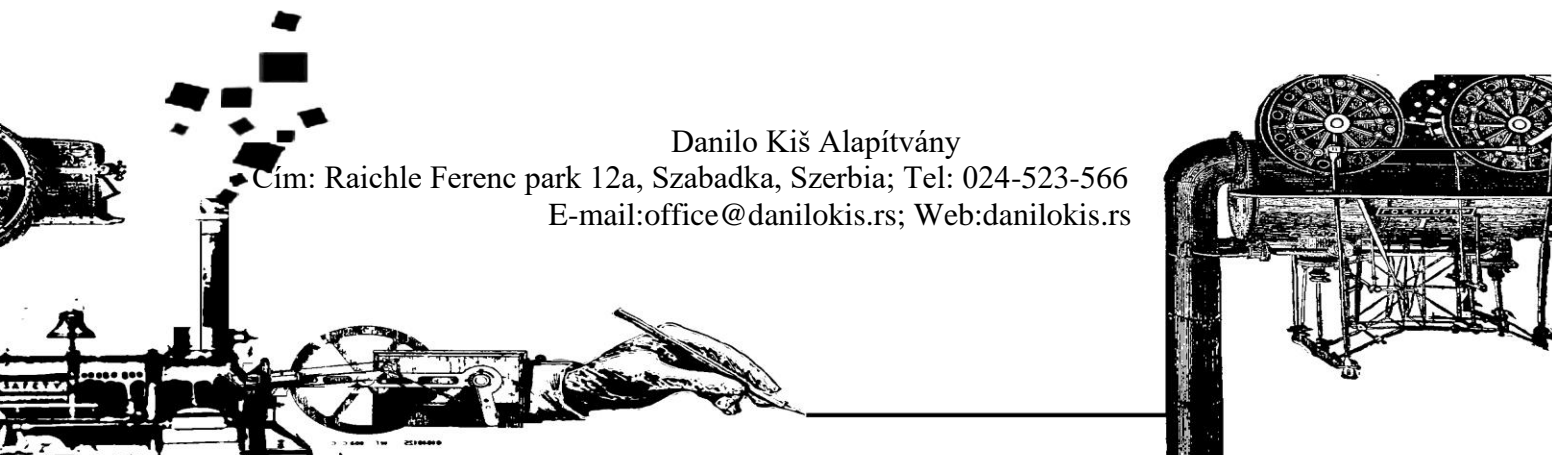 Danilo Kiš Alapítvány
Cím: Raichle Ferenc park 12a, Szabadka, Szerbia; Tel: 024-523-566
E-mail:office@danilokis.rs; Web:danilokis.rs
SAFETY